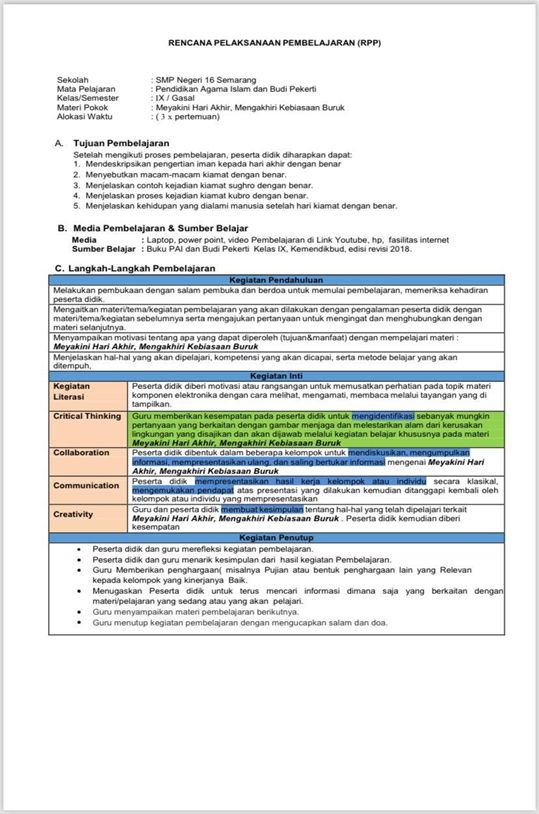 RENCANA PELAKSANAAN PEMBELAJARAN (RPP)
Sekolah : SMP Negeri 16 Semarang
Mata Pelajaran : Pendidikan Agama Islam dan Budi Pekerti
Kelas/Semester : IX / Gasal
Materi Pokok : Meyakini Hari Akhir, Mengakhiri Kebiasaan Buruk
Alokasi Waktu : ( 3 x pertemuan)
A. Tujuan Pembelajaran
Setelah mengikuti proses pembelajaran, peserta didik diharapkan dapat:
1. Mendeskripsikan pengertian iman kepada hari akhir dengan benar
2. Menyebutkan macam-macam kiamat dengan benar.
3. Menjelaskan contoh kejadian kiamat sughro dengan benar.
4. Menjelaskan proses kejadian kiamat kubro dengan benar.
5. Menjelaskan kehidupan yang dialami manusia setelah hari kiamat dengan benar.
B. Media Pembelajaran & Sumber Belajar
Media : Laptop, power point, video Pembelajaran di Link Youtube, hp, fasilitas internet
Sumber Belajar : Buku PAI dan Budi Pekerti Kelas IX, Kemendikbud, edisi revisi 2018.
C. Langkah-Langkah Pembelajaran
Kegiatan Pendahuluan
Melakukan pembukaan dengan salam pembuka dan berdoa untuk memulai pembelajaran, memeriksa kehadiran
peserta didik.
Mengaitkan materi/tema/kegiatan pembelajaran yang akan dilakukan dengan pengalaman peserta didik dengan
materi/tema/kegiatan sebelumnya serta mengajukan pertanyaan untuk mengingat dan menghubungkan dengan
materi selanjutnya.
Menyampaikan motivasi tentang apa yang dapat diperoleh (tujuan&manfaat) dengan mempelajari materi :
Meyakini Hari Akhir, Mengakhiri Kebiasaan Buruk
Menjelaskan hal-hal yang akan dipelajari, kompetensi yang akan dicapai, serta metode belajar yang akan
ditempuh,
Kegiatan Inti
Kegiatan Literasi
Peserta didik diberi motivasi atau rangsangan untuk memusatkan perhatian pada topik materi
komponen elektronika dengan cara melihat, mengamati, membaca melalui tayangan yang di
tampilkan.
Critical Thinking
Guru memberikan kesempatan pada peserta didik untuk mengidentifikasi sebanyak mungkin
pertanyaan yang berkaitan dengan gambar menjaga dan melestarikan alam dari kerusakan
lingkungan yang disajikan dan akan dijawab melalui kegiatan belajar khususnya pada materi
Meyakini Hari Akhir, Mengakhiri Kebiasaan Buruk
Collaboration
Peserta didik dibentuk dalam beberapa kelompok untuk mendiskusikan, mengumpulkan
informasi, mempresentasikan ulang, dan saling bertukar informasi mengenai Meyakini Hari
Akhir, Mengakhiri Kebiasaan Buruk
Communication
Peserta didik mempresentasikan hasil kerja kelompok atau individu secara klasikal,
mengemukakan pendapat atas presentasi yang dilakukan kemudian ditanggapi kembali oleh
kelompok atau individu yang mempresentasikan
Creativity
Guru dan peserta didik membuat kesimpulan tentang hal-hal yang telah dipelajari terkait
Meyakini Hari Akhir, Mengakhiri Kebiasaan Buruk . Peserta didik kemudian diberi
kesempatan
Kegiatan Penutup
• Peserta didik dan guru merefleksi kegiatan pembelajaran.
• Peserta didik dan guru menarik kesimpulan dari hasil kegiatan Pembelajaran.
• Guru Memberikan penghargaan( misalnya Pujian atau bentuk penghargaan lain yang Relevan
kepada kelompok yang kinerjanya Baik.
• Menugaskan Peserta didik untuk terus mencari informasi dimana saja yang berkaitan dengan
materi/pelajaran yang sedang atau yang akan pelajari.
• Guru menyampaikan materi pembelajaran berikutnya.
• Guru menutup kegiatan pembelajaran dengan mengucapkan salam dan doa.